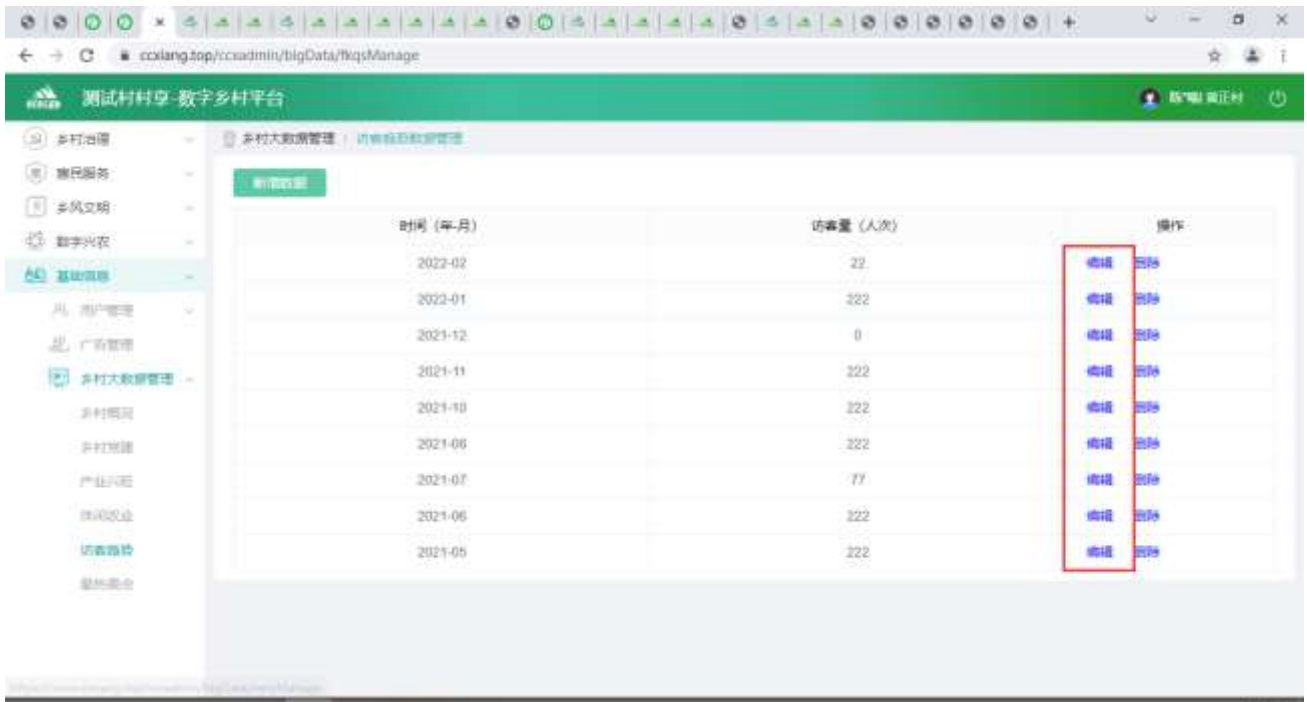 ccxiang.top/ccxadmin/bigData/fkqsManage
测试村村享-数字乡村平台
乡村治理
惠民服务
乡风文明
数字兴农
基础信息
用户管理
广告管理
乡村大数据管理
乡村概况
乡村党建
产业兴旺
休闲农业
访客趋势
乡村大数据管理 | 访客趋势数据管理
新增数据
时间（年-月） 访客量（人次） 操作
2022-02 22 编辑 删除
2022-01 222 编辑 删除
2021-12 0 编辑 删除
2021-11 222 编辑 删除
2021-10 222 编辑 删除
2021-08 222 编辑 删除
2021-07 77 编辑 删除
2021-06 222 编辑 删除
2021-05 222 编辑 删除